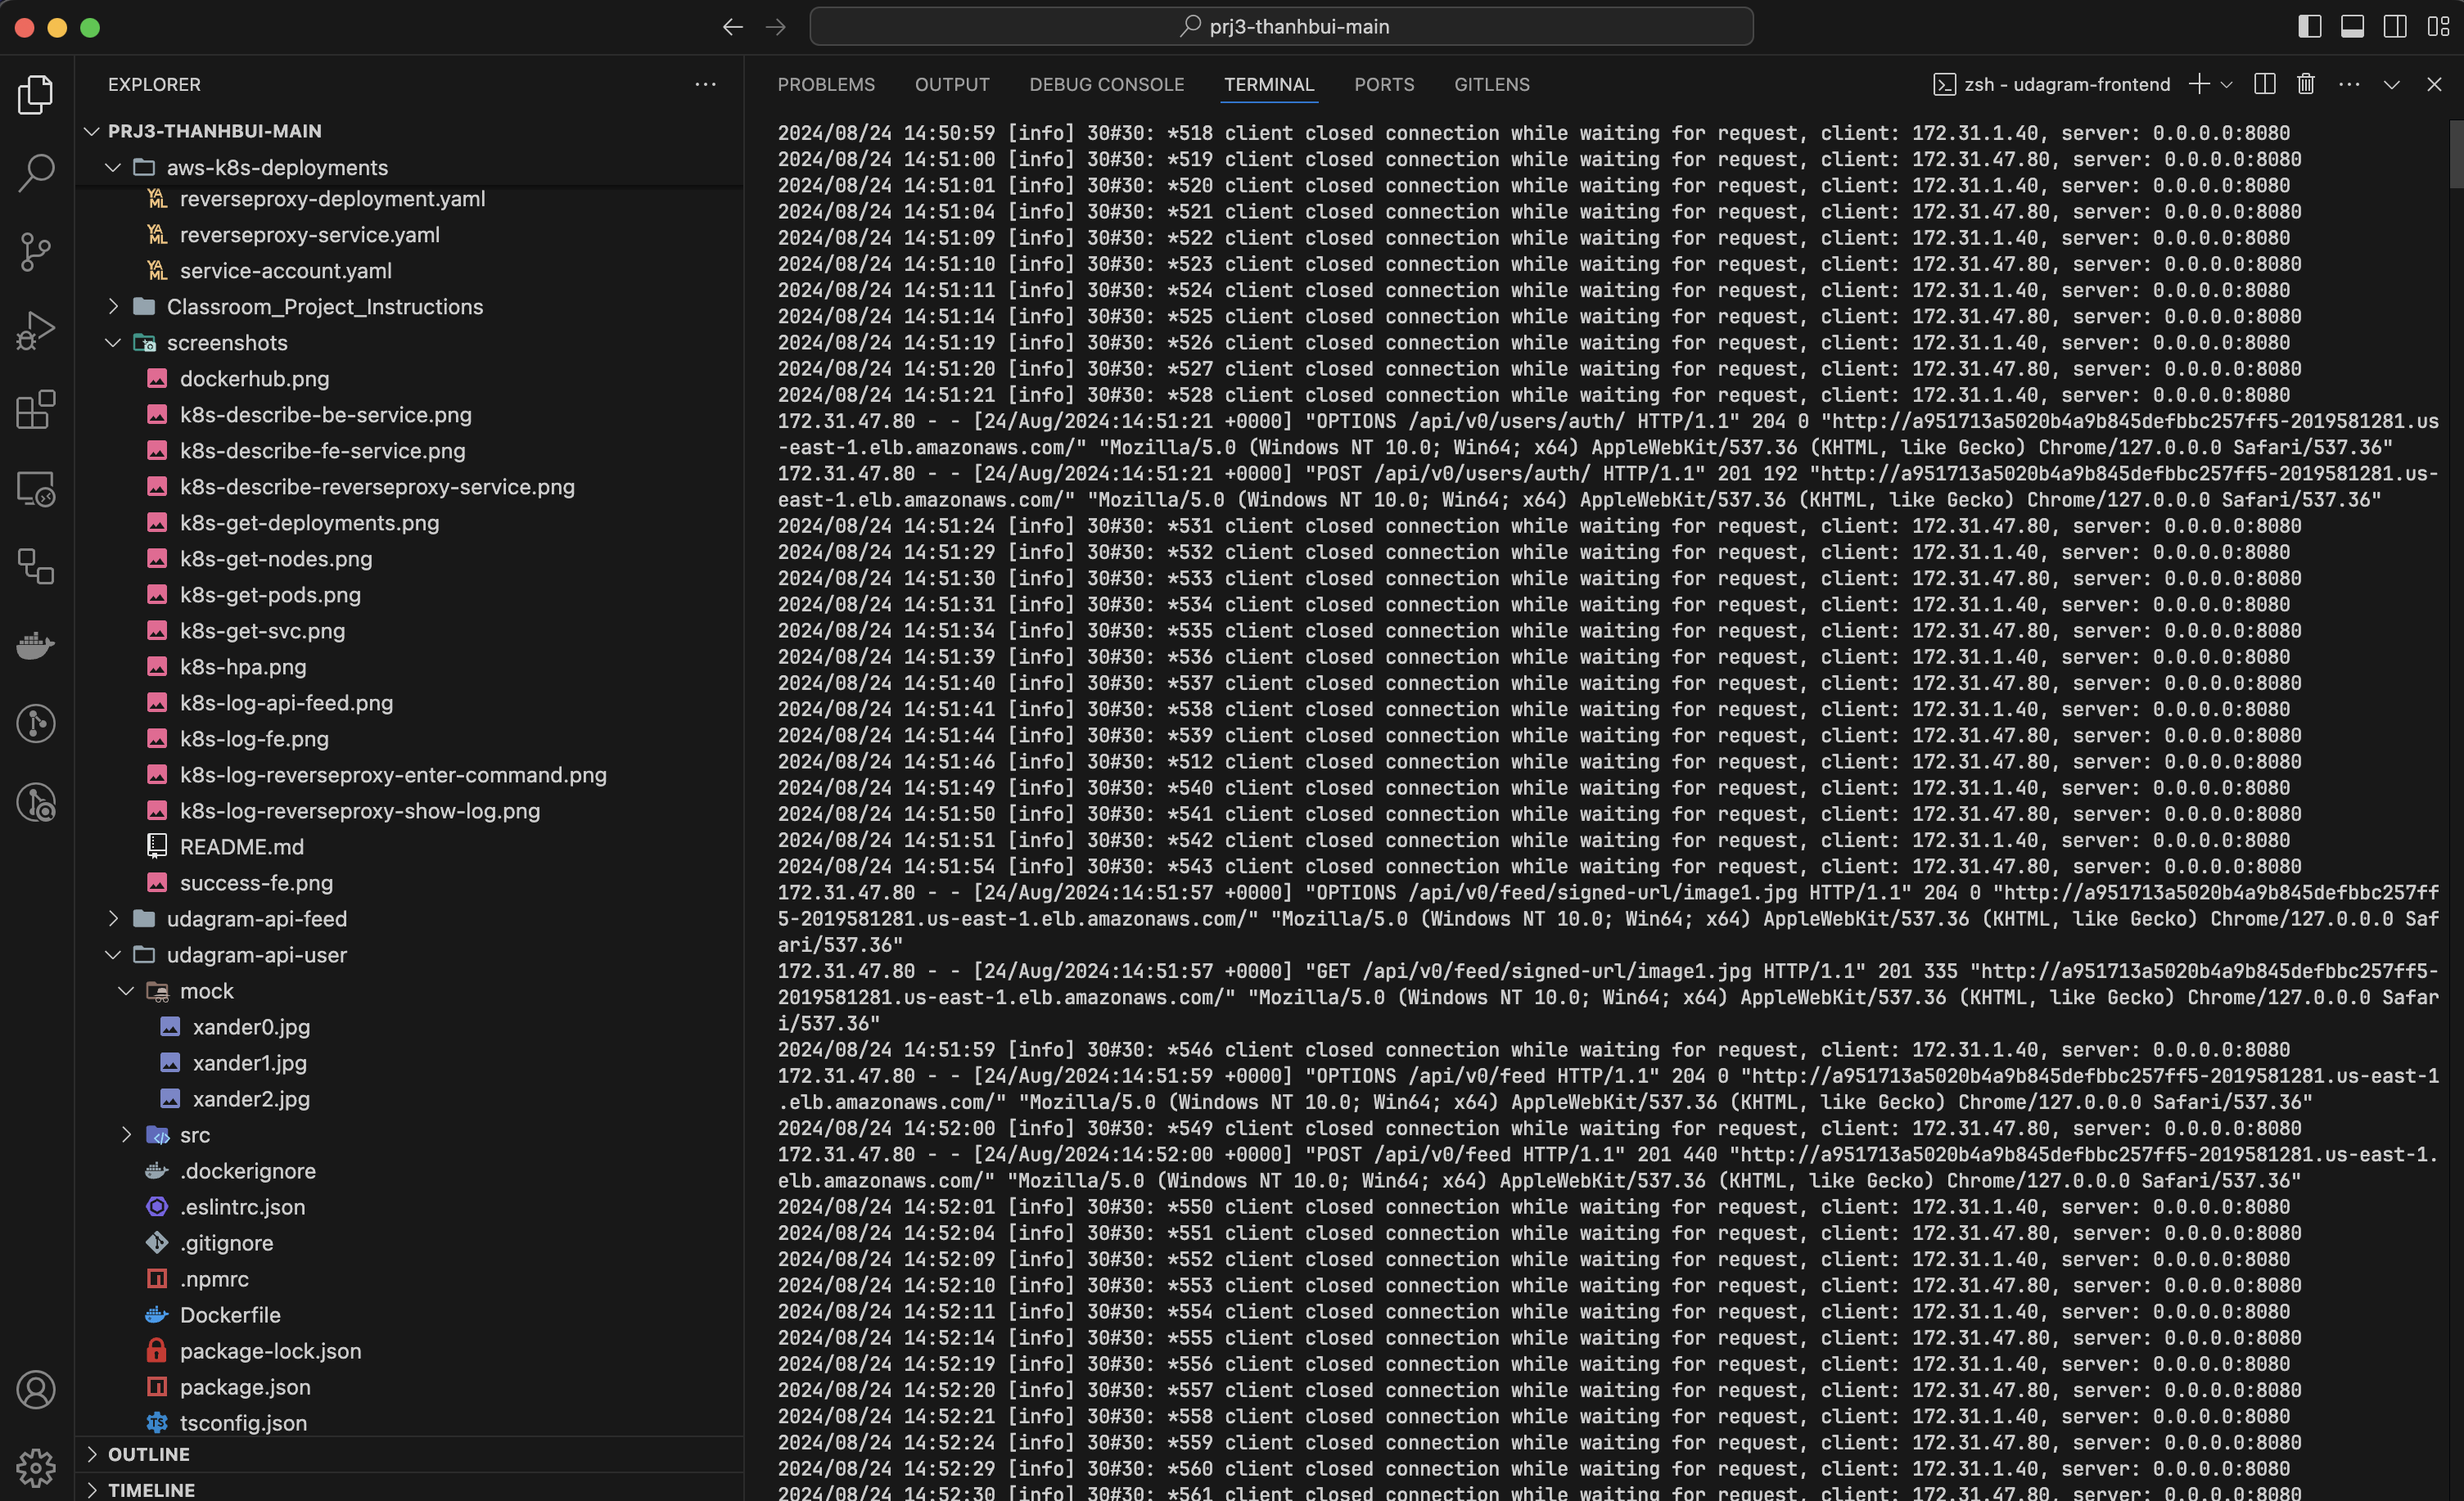 prj3-thanhbui-main
EXPLORER
PRJ3-THANHBUI-MAIN
aws-k8s-deployments
reverseproxy-deployment.yaml
reverseproxy-service.yaml
service-account.yaml
Classroom_Project_Instructions
screenshots
dockerhub.png
k8s-describe-be-service.png
k8s-describe-fe-service.png
k8s-describe-reverseproxy-service.png
k8s-get-deployments.png
k8s-get-nodes.png
k8s-get-pods.png
k8s-get-svc.png
k8s-hpa.png
k8s-log-api-feed.png
k8s-log-fe.png
k8s-log-reverseproxy-enter-command.png
k8s-log-reverseproxy-show-log.png
README.md
success-fe.png
udagram-api-feed
udagram-api-user
mock
xander0.jpg
xander1.jpg
xander2.jpg
src
.dockerignore
.eslintrc.json
.gitignore
.npmrc
Dockerfile
package-lock.json
package.json
tsconfig.json
OUTLINE
TIMELINE
PROBLEMS OUTPUT DEBUG CONSOLE TERMINAL PORTS GITLENS zsh - udagram-frontend
2024/08/24 14:50:59 [info] 30#30: *518 client closed connection while waiting for request, client: 172.31.1.40, server: 0.0.0.0:8080
2024/08/24 14:51:00 [info] 30#30: *519 client closed connection while waiting for request, client: 172.31.47.80, server: 0.0.0.0:8080
2024/08/24 14:51:01 [info] 30#30: *520 client closed connection while waiting for request, client: 172.31.1.40, server: 0.0.0.0:8080
2024/08/24 14:51:04 [info] 30#30: *521 client closed connection while waiting for request, client: 172.31.47.80, server: 0.0.0.0:8080
2024/08/24 14:51:09 [info] 30#30: *522 client closed connection while waiting for request, client: 172.31.1.40, server: 0.0.0.0:8080
2024/08/24 14:51:10 [info] 30#30: *523 client closed connection while waiting for request, client: 172.31.47.80, server: 0.0.0.0:8080
2024/08/24 14:51:11 [info] 30#30: *524 client closed connection while waiting for request, client: 172.31.1.40, server: 0.0.0.0:8080
2024/08/24 14:51:14 [info] 30#30: *525 client closed connection while waiting for request, client: 172.31.47.80, server: 0.0.0.0:8080
2024/08/24 14:51:19 [info] 30#30: *526 client closed connection while waiting for request, client: 172.31.1.40, server: 0.0.0.0:8080
2024/08/24 14:51:20 [info] 30#30: *527 client closed connection while waiting for request, client: 172.31.47.80, server: 0.0.0.0:8080
2024/08/24 14:51:21 [info] 30#30: *528 client closed connection while waiting for request, client: 172.31.1.40, server: 0.0.0.0:8080
172.31.47.80 - - [24/Aug/2024:14:51:21 +0000] "OPTIONS /api/v0/users/auth/ HTTP/1.1" 204 0 "http://a951713a5020b4a9b845defbbc257ff5-2019581281.us
-east-1.elb.amazonaws.com/" "Mozilla/5.0 (Windows NT 10.0; Win64; x64) AppleWebKit/537.36 (KHTML, like Gecko) Chrome/127.0.0.0 Safari/537.36"
172.31.47.80 - - [24/Aug/2024:14:51:21 +0000] "POST /api/v0/users/auth/ HTTP/1.1" 201 192 "http://a951713a5020b4a9b845defbbc257ff5-2019581281.us-
east-1.elb.amazonaws.com/" "Mozilla/5.0 (Windows NT 10.0; Win64; x64) AppleWebKit/537.36 (KHTML, like Gecko) Chrome/127.0.0.0 Safari/537.36"
2024/08/24 14:51:24 [info] 30#30: *531 client closed connection while waiting for request, client: 172.31.47.80, server: 0.0.0.0:8080
2024/08/24 14:51:29 [info] 30#30: *532 client closed connection while waiting for request, client: 172.31.1.40, server: 0.0.0.0:8080
2024/08/24 14:51:30 [info] 30#30: *533 client closed connection while waiting for request, client: 172.31.47.80, server: 0.0.0.0:8080
2024/08/24 14:51:31 [info] 30#30: *534 client closed connection while waiting for request, client: 172.31.1.40, server: 0.0.0.0:8080
2024/08/24 14:51:34 [info] 30#30: *535 client closed connection while waiting for request, client: 172.31.47.80, server: 0.0.0.0:8080
2024/08/24 14:51:39 [info] 30#30: *536 client closed connection while waiting for request, client: 172.31.1.40, server: 0.0.0.0:8080
2024/08/24 14:51:40 [info] 30#30: *537 client closed connection while waiting for request, client: 172.31.47.80, server: 0.0.0.0:8080
2024/08/24 14:51:41 [info] 30#30: *538 client closed connection while waiting for request, client: 172.31.1.40, server: 0.0.0.0:8080
2024/08/24 14:51:44 [info] 30#30: *539 client closed connection while waiting for request, client: 172.31.47.80, server: 0.0.0.0:8080
2024/08/24 14:51:46 [info] 30#30: *512 client closed connection while waiting for request, client: 172.31.47.80, server: 0.0.0.0:8080
2024/08/24 14:51:49 [info] 30#30: *540 client closed connection while waiting for request, client: 172.31.1.40, server: 0.0.0.0:8080
2024/08/24 14:51:50 [info] 30#30: *541 client closed connection while waiting for request, client: 172.31.47.80, server: 0.0.0.0:8080
2024/08/24 14:51:51 [info] 30#30: *542 client closed connection while waiting for request, client: 172.31.1.40, server: 0.0.0.0:8080
2024/08/24 14:51:54 [info] 30#30: *543 client closed connection while waiting for request, client: 172.31.47.80, server: 0.0.0.0:8080
172.31.47.80 - - [24/Aug/2024:14:51:57 +0000] "OPTIONS /api/v0/feed/signed-url/image1.jpg HTTP/1.1" 204 0 "http://a951713a5020b4a9b845defbbc257ff
5-2019581281.us-east-1.elb.amazonaws.com/" "Mozilla/5.0 (Windows NT 10.0; Win64; x64) AppleWebKit/537.36 (KHTML, like Gecko) Chrome/127.0.0.0 Saf
ari/537.36"
172.31.47.80 - - [24/Aug/2024:14:51:57 +0000] "GET /api/v0/feed/signed-url/image1.jpg HTTP/1.1" 201 335 "http://a951713a5020b4a9b845defbbc257ff5-
2019581281.us-east-1.elb.amazonaws.com/" "Mozilla/5.0 (Windows NT 10.0; Win64; x64) AppleWebKit/537.36 (KHTML, like Gecko) Chrome/127.0.0.0 Safar
i/537.36"
2024/08/24 14:51:59 [info] 30#30: *546 client closed connection while waiting for request, client: 172.31.1.40, server: 0.0.0.0:8080
172.31.47.80 - - [24/Aug/2024:14:51:59 +0000] "OPTIONS /api/v0/feed HTTP/1.1" 204 0 "http://a951713a5020b4a9b845defbbc257ff5-2019581281.us-east-1
.elb.amazonaws.com/" "Mozilla/5.0 (Windows NT 10.0; Win64; x64) AppleWebKit/537.36 (KHTML, like Gecko) Chrome/127.0.0.0 Safari/537.36"
2024/08/24 14:52:00 [info] 30#30: *549 client closed connection while waiting for request, client: 172.31.47.80, server: 0.0.0.0:8080
172.31.47.80 - - [24/Aug/2024:14:52:00 +0000] "POST /api/v0/feed HTTP/1.1" 201 440 "http://a951713a5020b4a9b845defbbc257ff5-2019581281.us-east-1.
elb.amazonaws.com/" "Mozilla/5.0 (Windows NT 10.0; Win64; x64) AppleWebKit/537.36 (KHTML, like Gecko) Chrome/127.0.0.0 Safari/537.36"
2024/08/24 14:52:01 [info] 30#30: *550 client closed connection while waiting for request, client: 172.31.1.40, server: 0.0.0.0:8080
2024/08/24 14:52:04 [info] 30#30: *551 client closed connection while waiting for request, client: 172.31.47.80, server: 0.0.0.0:8080
2024/08/24 14:52:09 [info] 30#30: *552 client closed connection while waiting for request, client: 172.31.1.40, server: 0.0.0.0:8080
2024/08/24 14:52:10 [info] 30#30: *553 client closed connection while waiting for request, client: 172.31.47.80, server: 0.0.0.0:8080
2024/08/24 14:52:11 [info] 30#30: *554 client closed connection while waiting for request, client: 172.31.1.40, server: 0.0.0.0:8080
2024/08/24 14:52:14 [info] 30#30: *555 client closed connection while waiting for request, client: 172.31.47.80, server: 0.0.0.0:8080
2024/08/24 14:52:19 [info] 30#30: *556 client closed connection while waiting for request, client: 172.31.1.40, server: 0.0.0.0:8080
2024/08/24 14:52:20 [info] 30#30: *557 client closed connection while waiting for request, client: 172.31.47.80, server: 0.0.0.0:8080
2024/08/24 14:52:21 [info] 30#30: *558 client closed connection while waiting for request, client: 172.31.1.40, server: 0.0.0.0:8080
2024/08/24 14:52:24 [info] 30#30: *559 client closed connection while waiting for request, client: 172.31.47.80, server: 0.0.0.0:8080
2024/08/24 14:52:29 [info] 30#30: *560 client closed connection while waiting for request, client: 172.31.1.40, server: 0.0.0.0:8080
2024/08/24 14:52:30 [info] 30#30: *561 client closed connection while waiting for request, client: 172.31.47.80, server: 0.0.0.0:8080